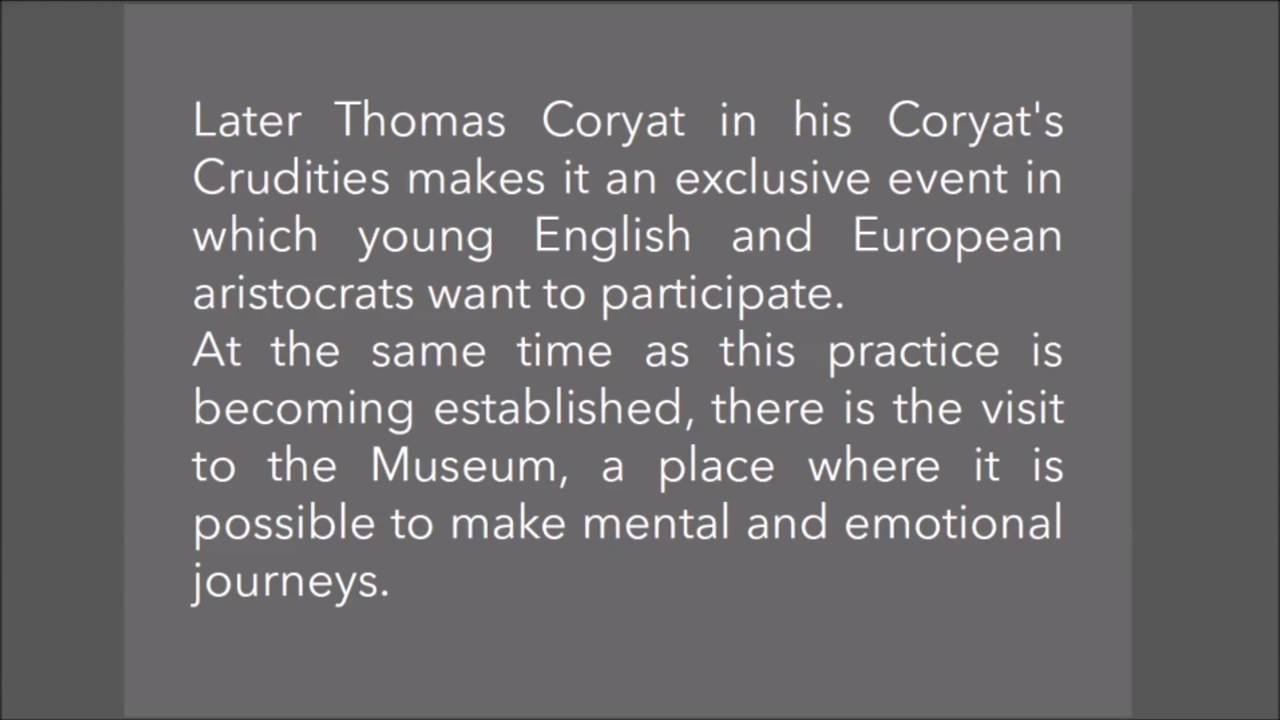 Later Thomas Coryat in his Coryat's
Crudities makes it an exclusive event in
which young English and European
aristocrats want to participate.
At the same time as this practice is
becoming established, there is the visit
to the Museum, a place where it is
possible to make mental and emotional
journeys.